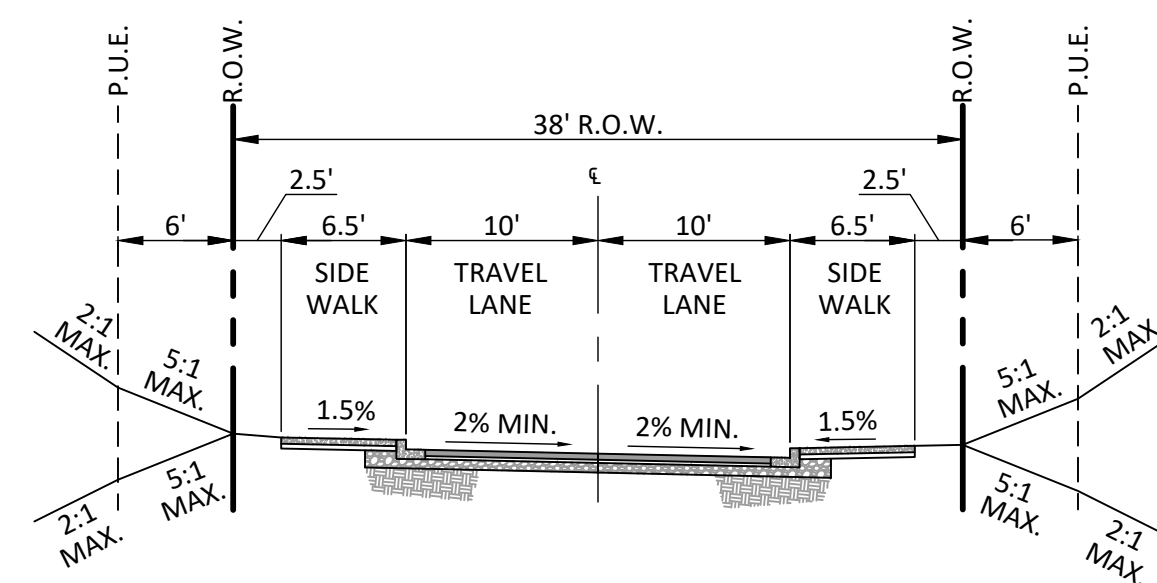 P.U.E.
R.O.W.
R.O.W.
P.U.E.
38' R.O.W.
2.5'
℄
2.5'
6'
6.5'
10'
10'
6.5'
6'
SIDE
WALK
TRAVEL
LANE
TRAVEL
LANE
SIDE
WALK
2:1
MAX.
5:1
MAX.
1.5%
2% MIN.
2% MIN.
1.5%
5:1
MAX.
2:1
MAX.
2:1
MAX.
5:1
MAX.
5:1
MAX.
2:1
MAX.